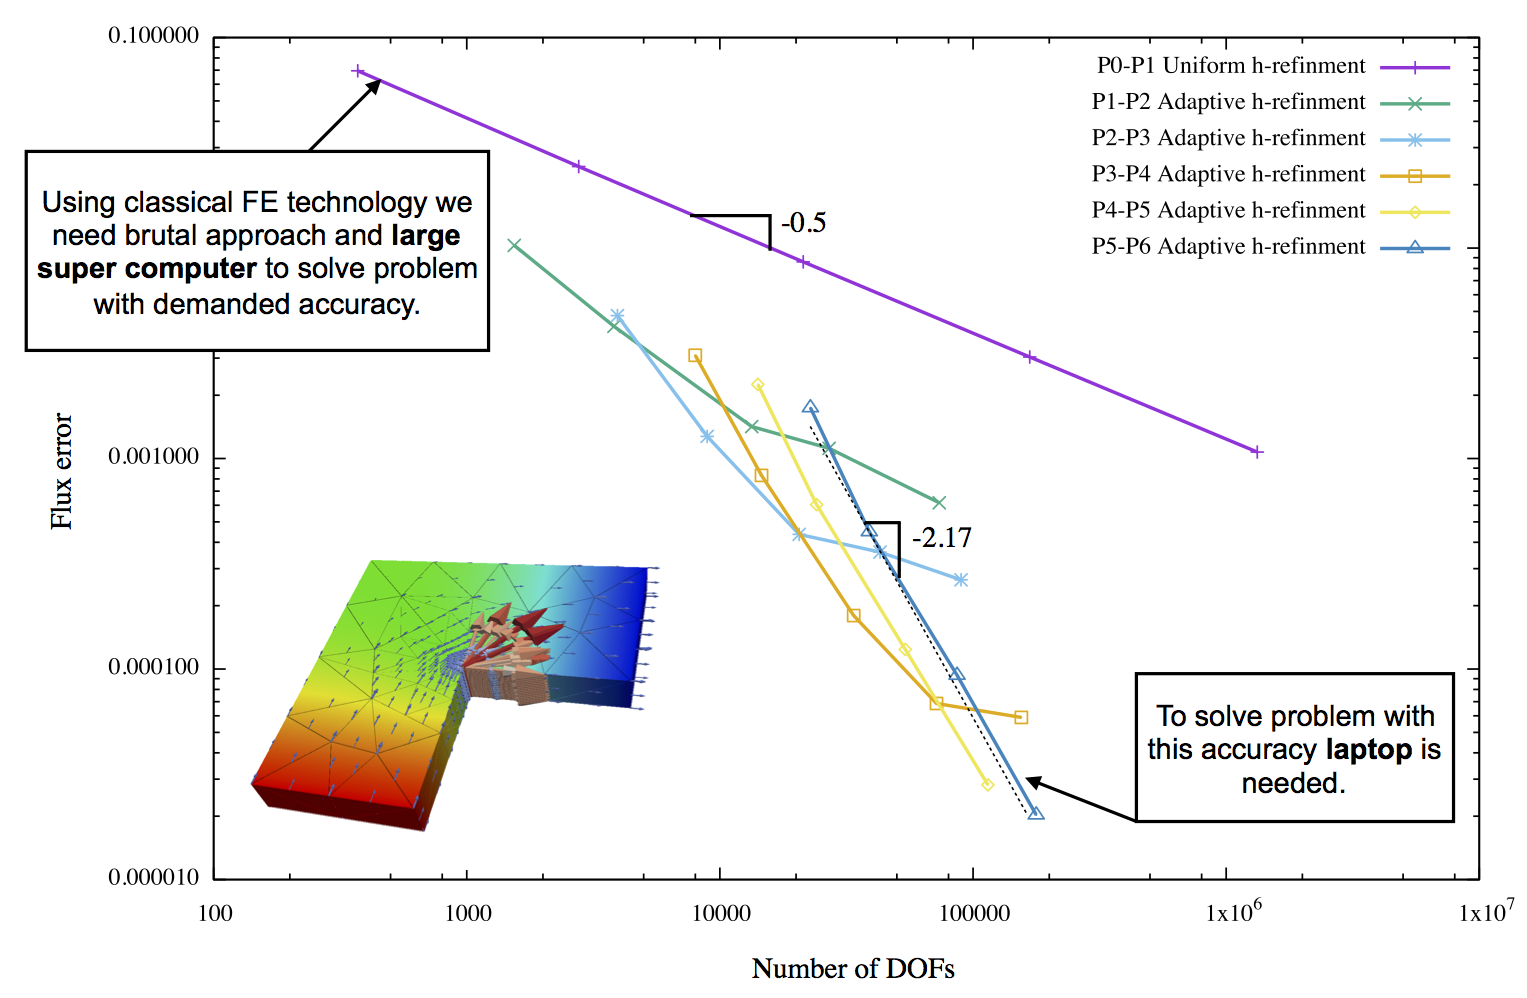 0.100000
P0-P1 Uniform h-refinment
P1-P2 Adaptive h-refinment
P2-P3 Adaptive h-refinment
P3-P4 Adaptive h-refinment
P4-P5 Adaptive h-refinment
P5-P6 Adaptive h-refinment
Using classical FE technology we
need brutal approach and large
super computer to solve problem
with demanded accuracy.
-0.5
0.001000
Flux error
-2.17
0.000100
To solve problem with
this accuracy laptop is
needed.
0.000010
100 1000 10000 100000 1x10⁶ 1x10⁷
Number of DOFs